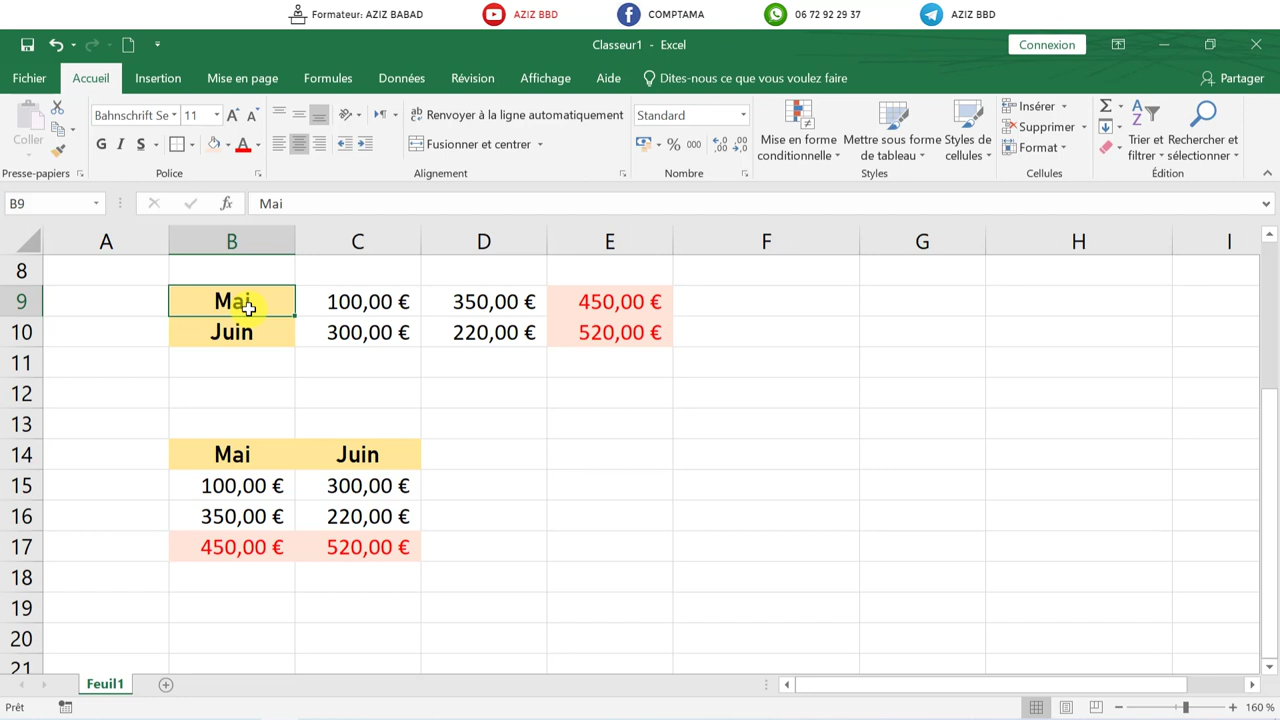 Formateur: AZIZ BABAD AZIZ BBD COMPTAMA 06 72 92 29 37 AZIZ BBD
Classeur1 - Excel Connexion
Fichier Accueil Insertion Mise en page Formules Données Révision Affichage Aide Dites-nous ce que vous voulez faire Partager
Coller
Bahnschrift Se 11
Renvoyer à la ligne automatiquement
Standard
Mise en forme conditionnelle
Mettre sous forme de tableau
Styles de cellules
Insérer
Supprimer
Format
Trier et filtrer
Rechercher et sélectionner
G I S A
Fusionner et centrer
% 000
Presse-papiers Police Alignement Nombre Styles Cellules Édition
B9 fx Mai
A B C D E F G H I
8
9 Mai 100,00 € 350,00 € 450,00 €
10 Juin 300,00 € 220,00 € 520,00 €
11
12
13
14 Mai Juin
15 100,00 € 300,00 €
16 350,00 € 220,00 €
17 450,00 € 520,00 €
18
19
20
21
Feuil1
Prêt 160 %